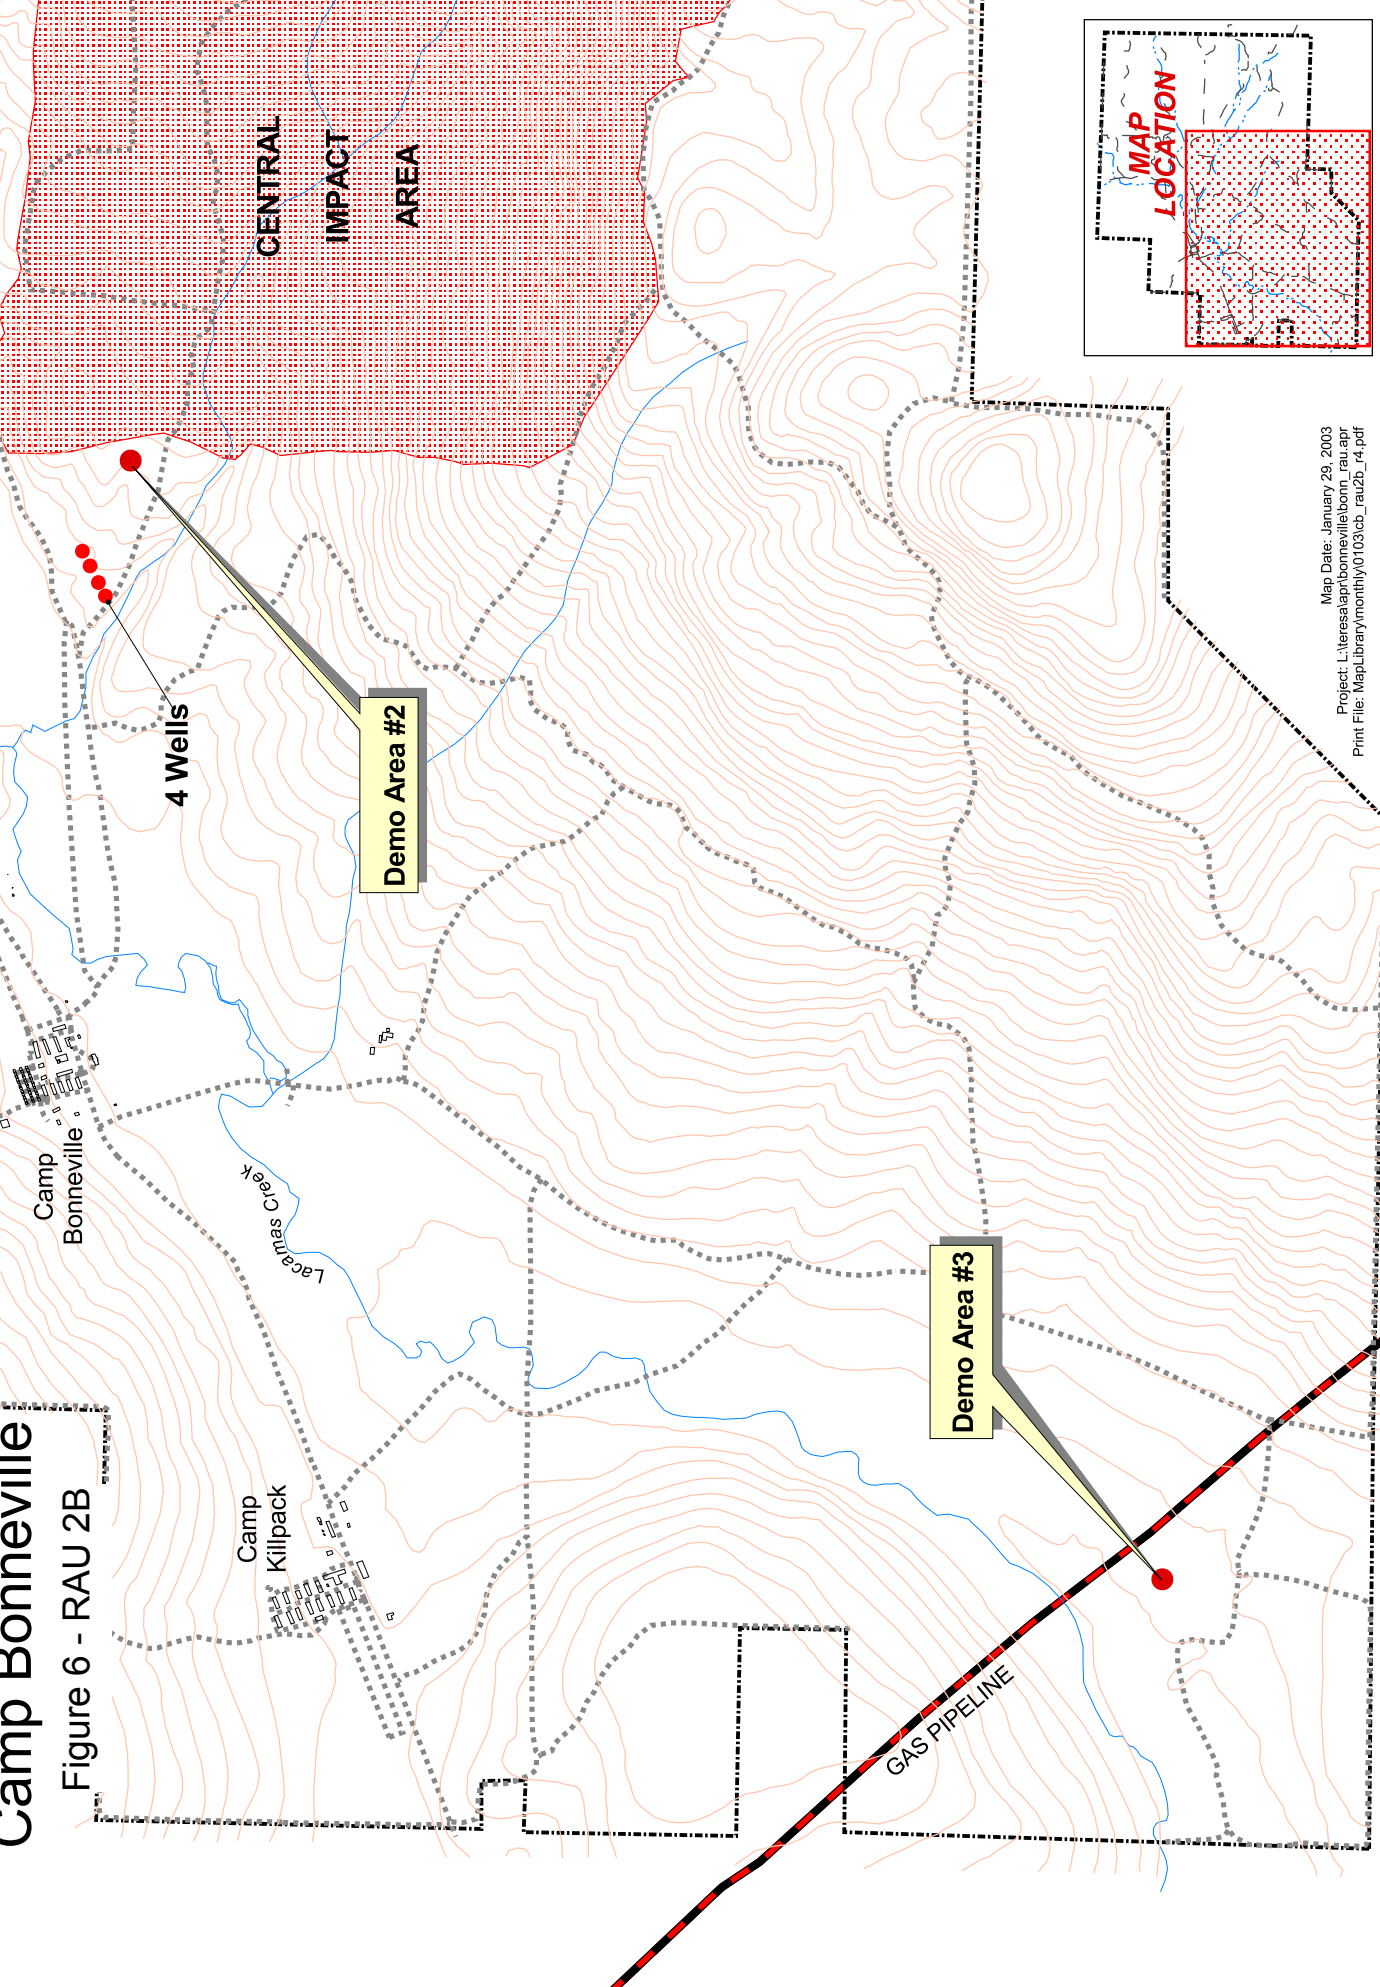 Camp Bonneville
Figure 6 - RAU 2B
Camp
Killpack
Camp
Bonneville
Lacamas Creek
4 Wells
Demo Area #2
CENTRAL
IMPACT
AREA
Demo Area #3
GAS PIPELINE
MAP
LOCATION
Map Date: January 29, 2003
Project: L:\teresa\apr\bonneville\bonn_rau.apr
Print File: MapLibrary\monthly\0103\cb_rau2b_r4.pdf